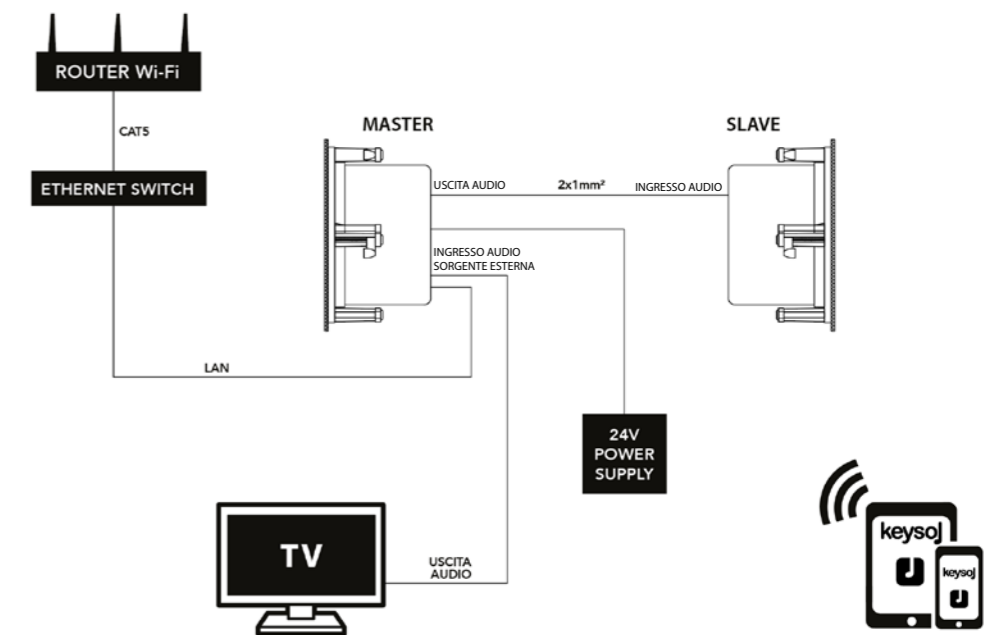 ROUTER Wi-Fi
CAT5
ETHERNET SWITCH
MASTER
SLAVE
USCITA AUDIO
2x1mm²
INGRESSO AUDIO
INGRESSO AUDIO
SORGENTE ESTERNA
LAN
24V
POWER
SUPPLY
TV
USCITA
AUDIO
keysoJ
keysoJ